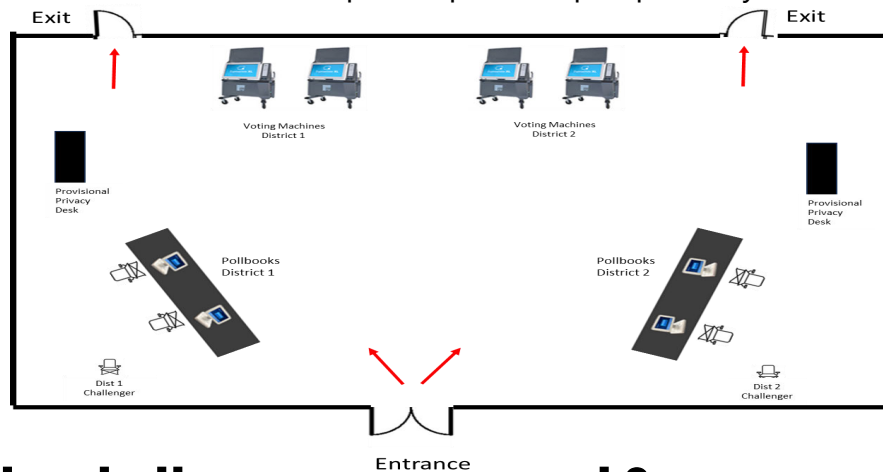 Exit
Exit
Voting Machines
District 1
Voting Machines
District 2
Provisional
Privacy
Desk
Provisional
Privacy
Desk
Pollbooks
District 1
Pollbooks
District 2
Dist 1
Challenger
Dist 2
Challenger
Entrance